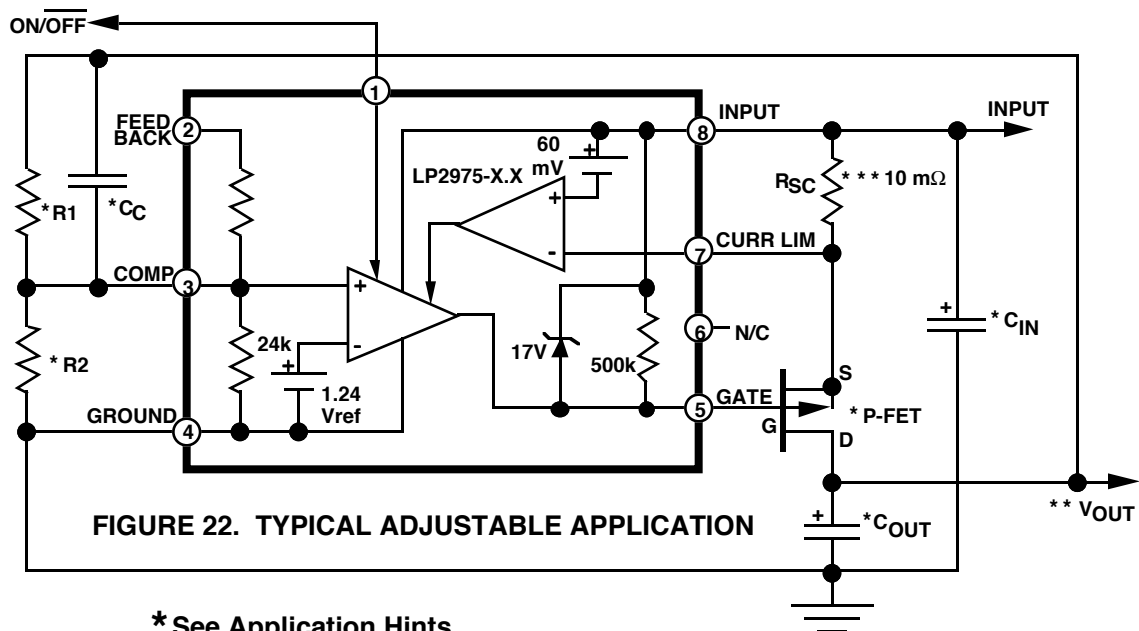 ON/OFF
1
FEED
BACK
2
INPUT
8
INPUT
60
mV
+
LP2975-X.X
RSC
***10 mΩ
*R1
*CC
+
-
7
CURR LIM
COMP
3
+
-
+
*CIN
6
N/C
24k
17V
500k
*R2
+
1.24
Vref
S
GATE
5
*P-FET
GROUND
4
G
D
**VOUT
FIGURE 22. TYPICAL ADJUSTABLE APPLICATION
+
*COUT
*See Application Hints